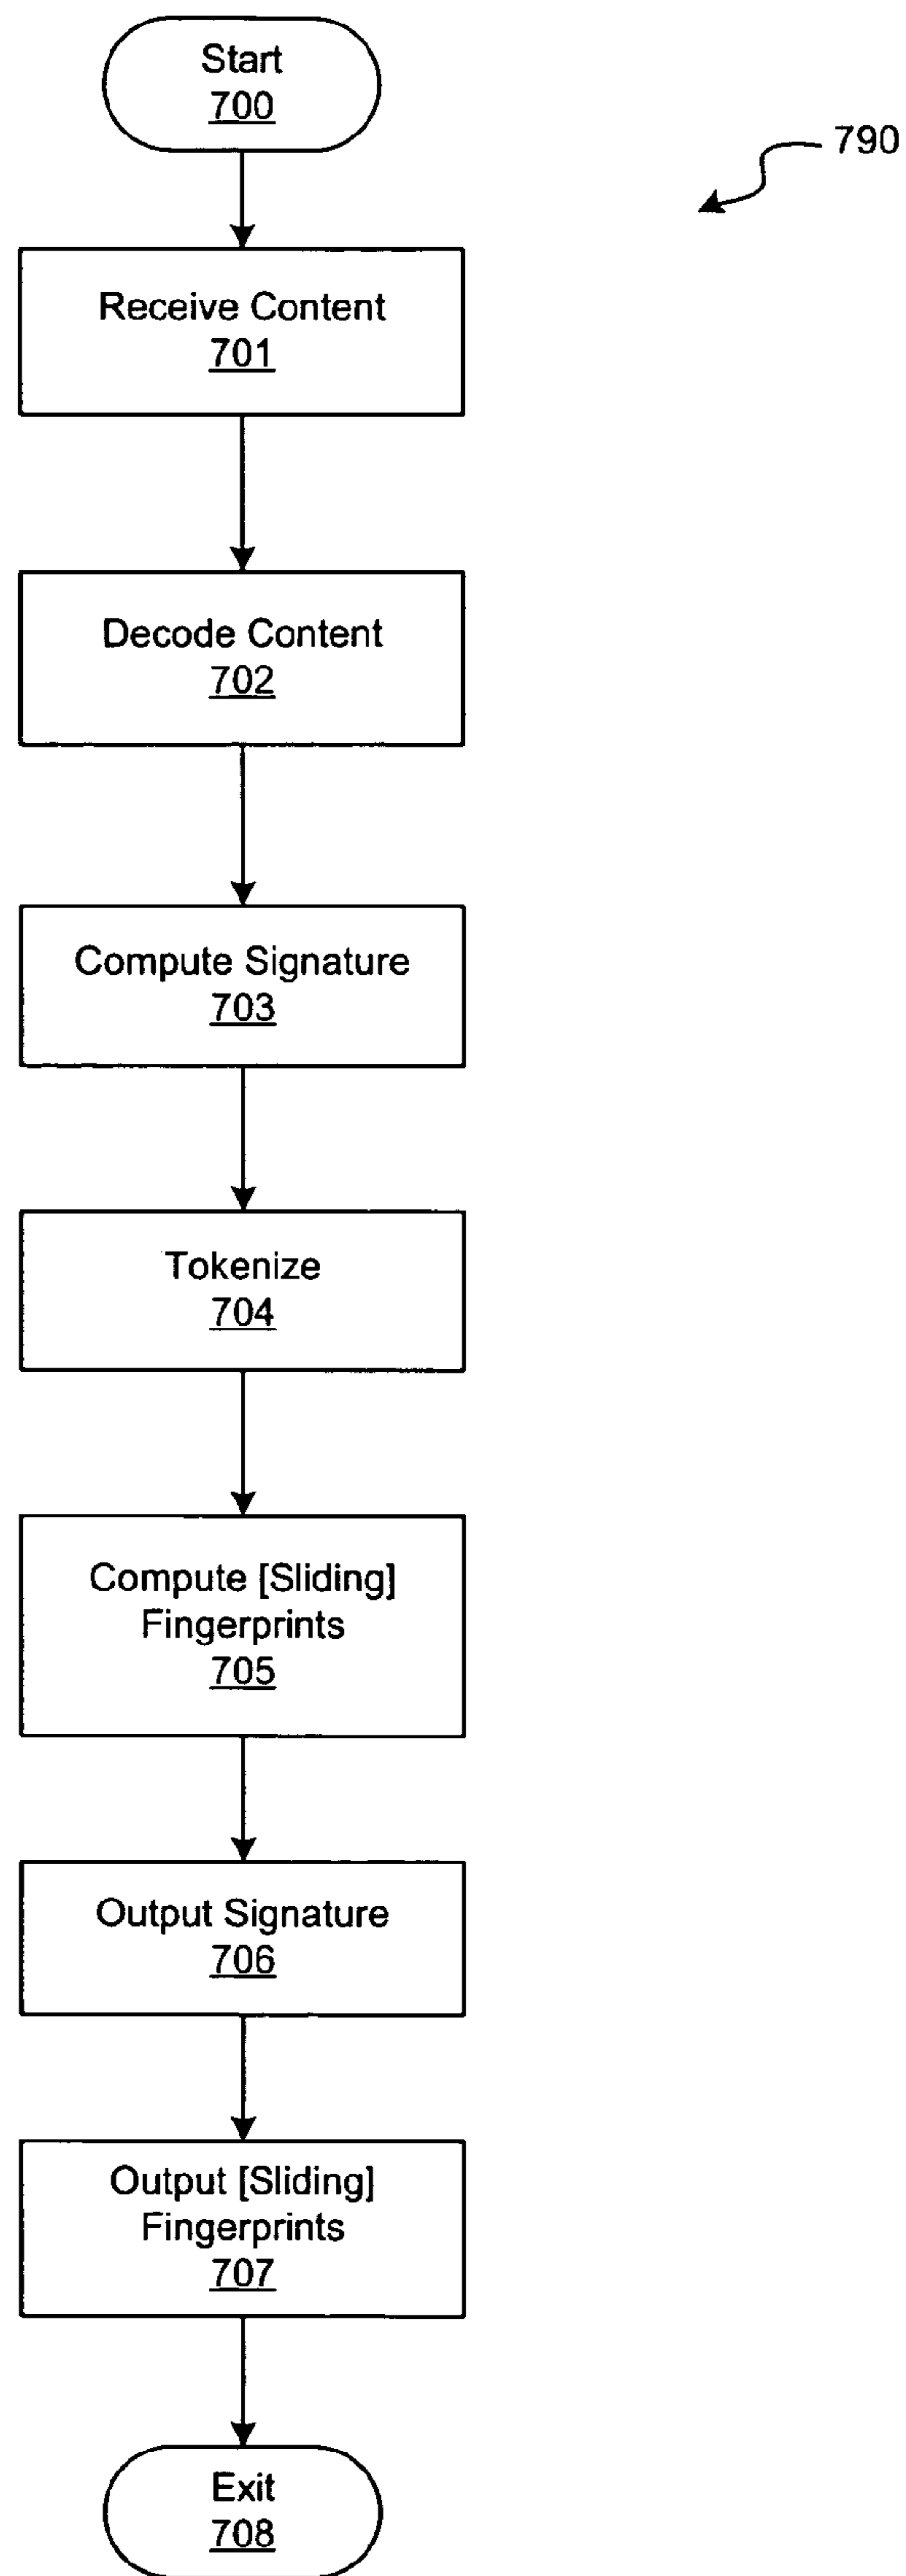 Start
700
790
Receive Content
701
Decode Content
702
Compute Signature
703
Tokenize
704
Compute [Sliding]
Fingerprints
705
Output Signature
706
Output [Sliding]
Fingerprints
707
Exit
708